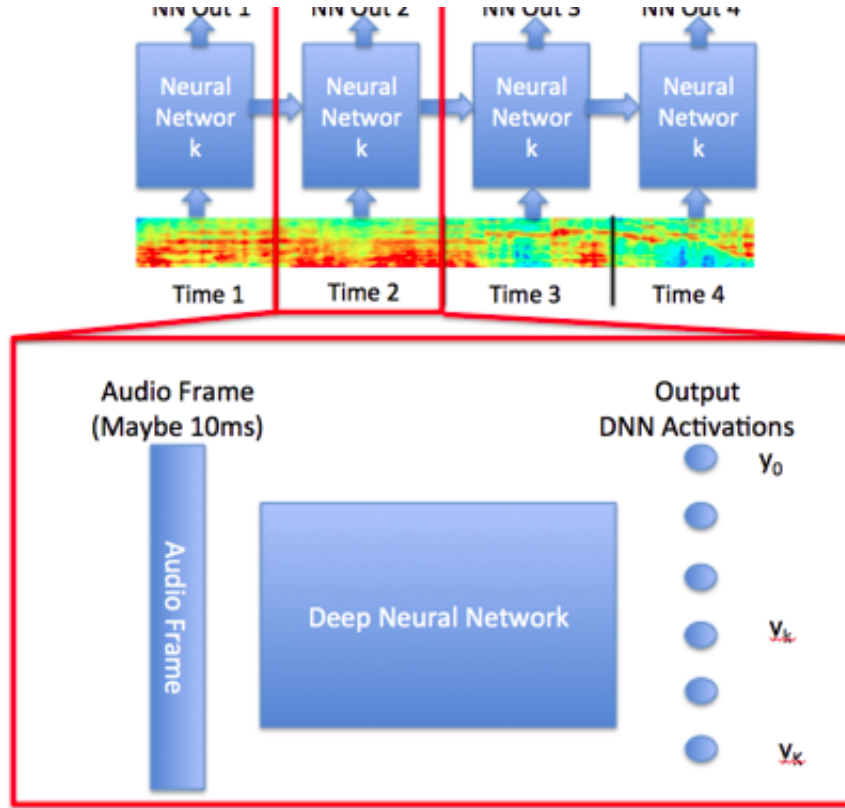 NN Out 1 NN Out 2 NN Out 3 NN Out 4
Neural Neural Neural Neural
Networ Networ Networ Networ
k k k k
Time 1 Time 2 Time 3 Time 4
Audio Frame Output
(Maybe 10ms) DNN Activations
y₀
Audio Frame
Deep Neural Network
yₖ
y_K